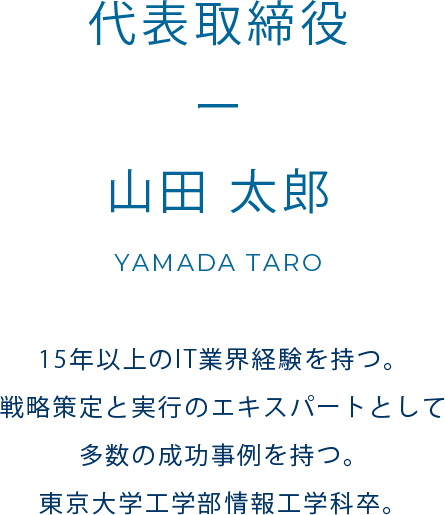 代表取締役
—
山田 太郎
YAMADA TARO
15年以上のIT業界経験を持つ。
戦略策定と実行のエキスパートとして
多数の成功事例を持つ。
東京大学工学部情報工学科卒。